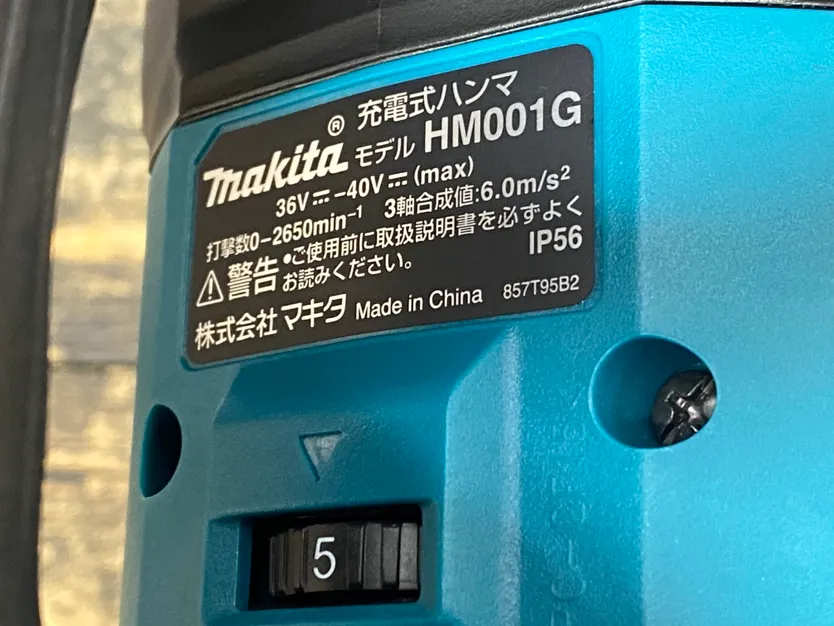 充電式ハンマ
makita® モデル HM001G
36V⎓-40V⎓(max)
打撃数0-2650min⁻¹ 3軸合成値:6.0m/s²
⚠警告 •ご使用前に取扱説明書を必ずよく
お読みください。 IP56
株式会社マキタ Made in China 857T95B2
5